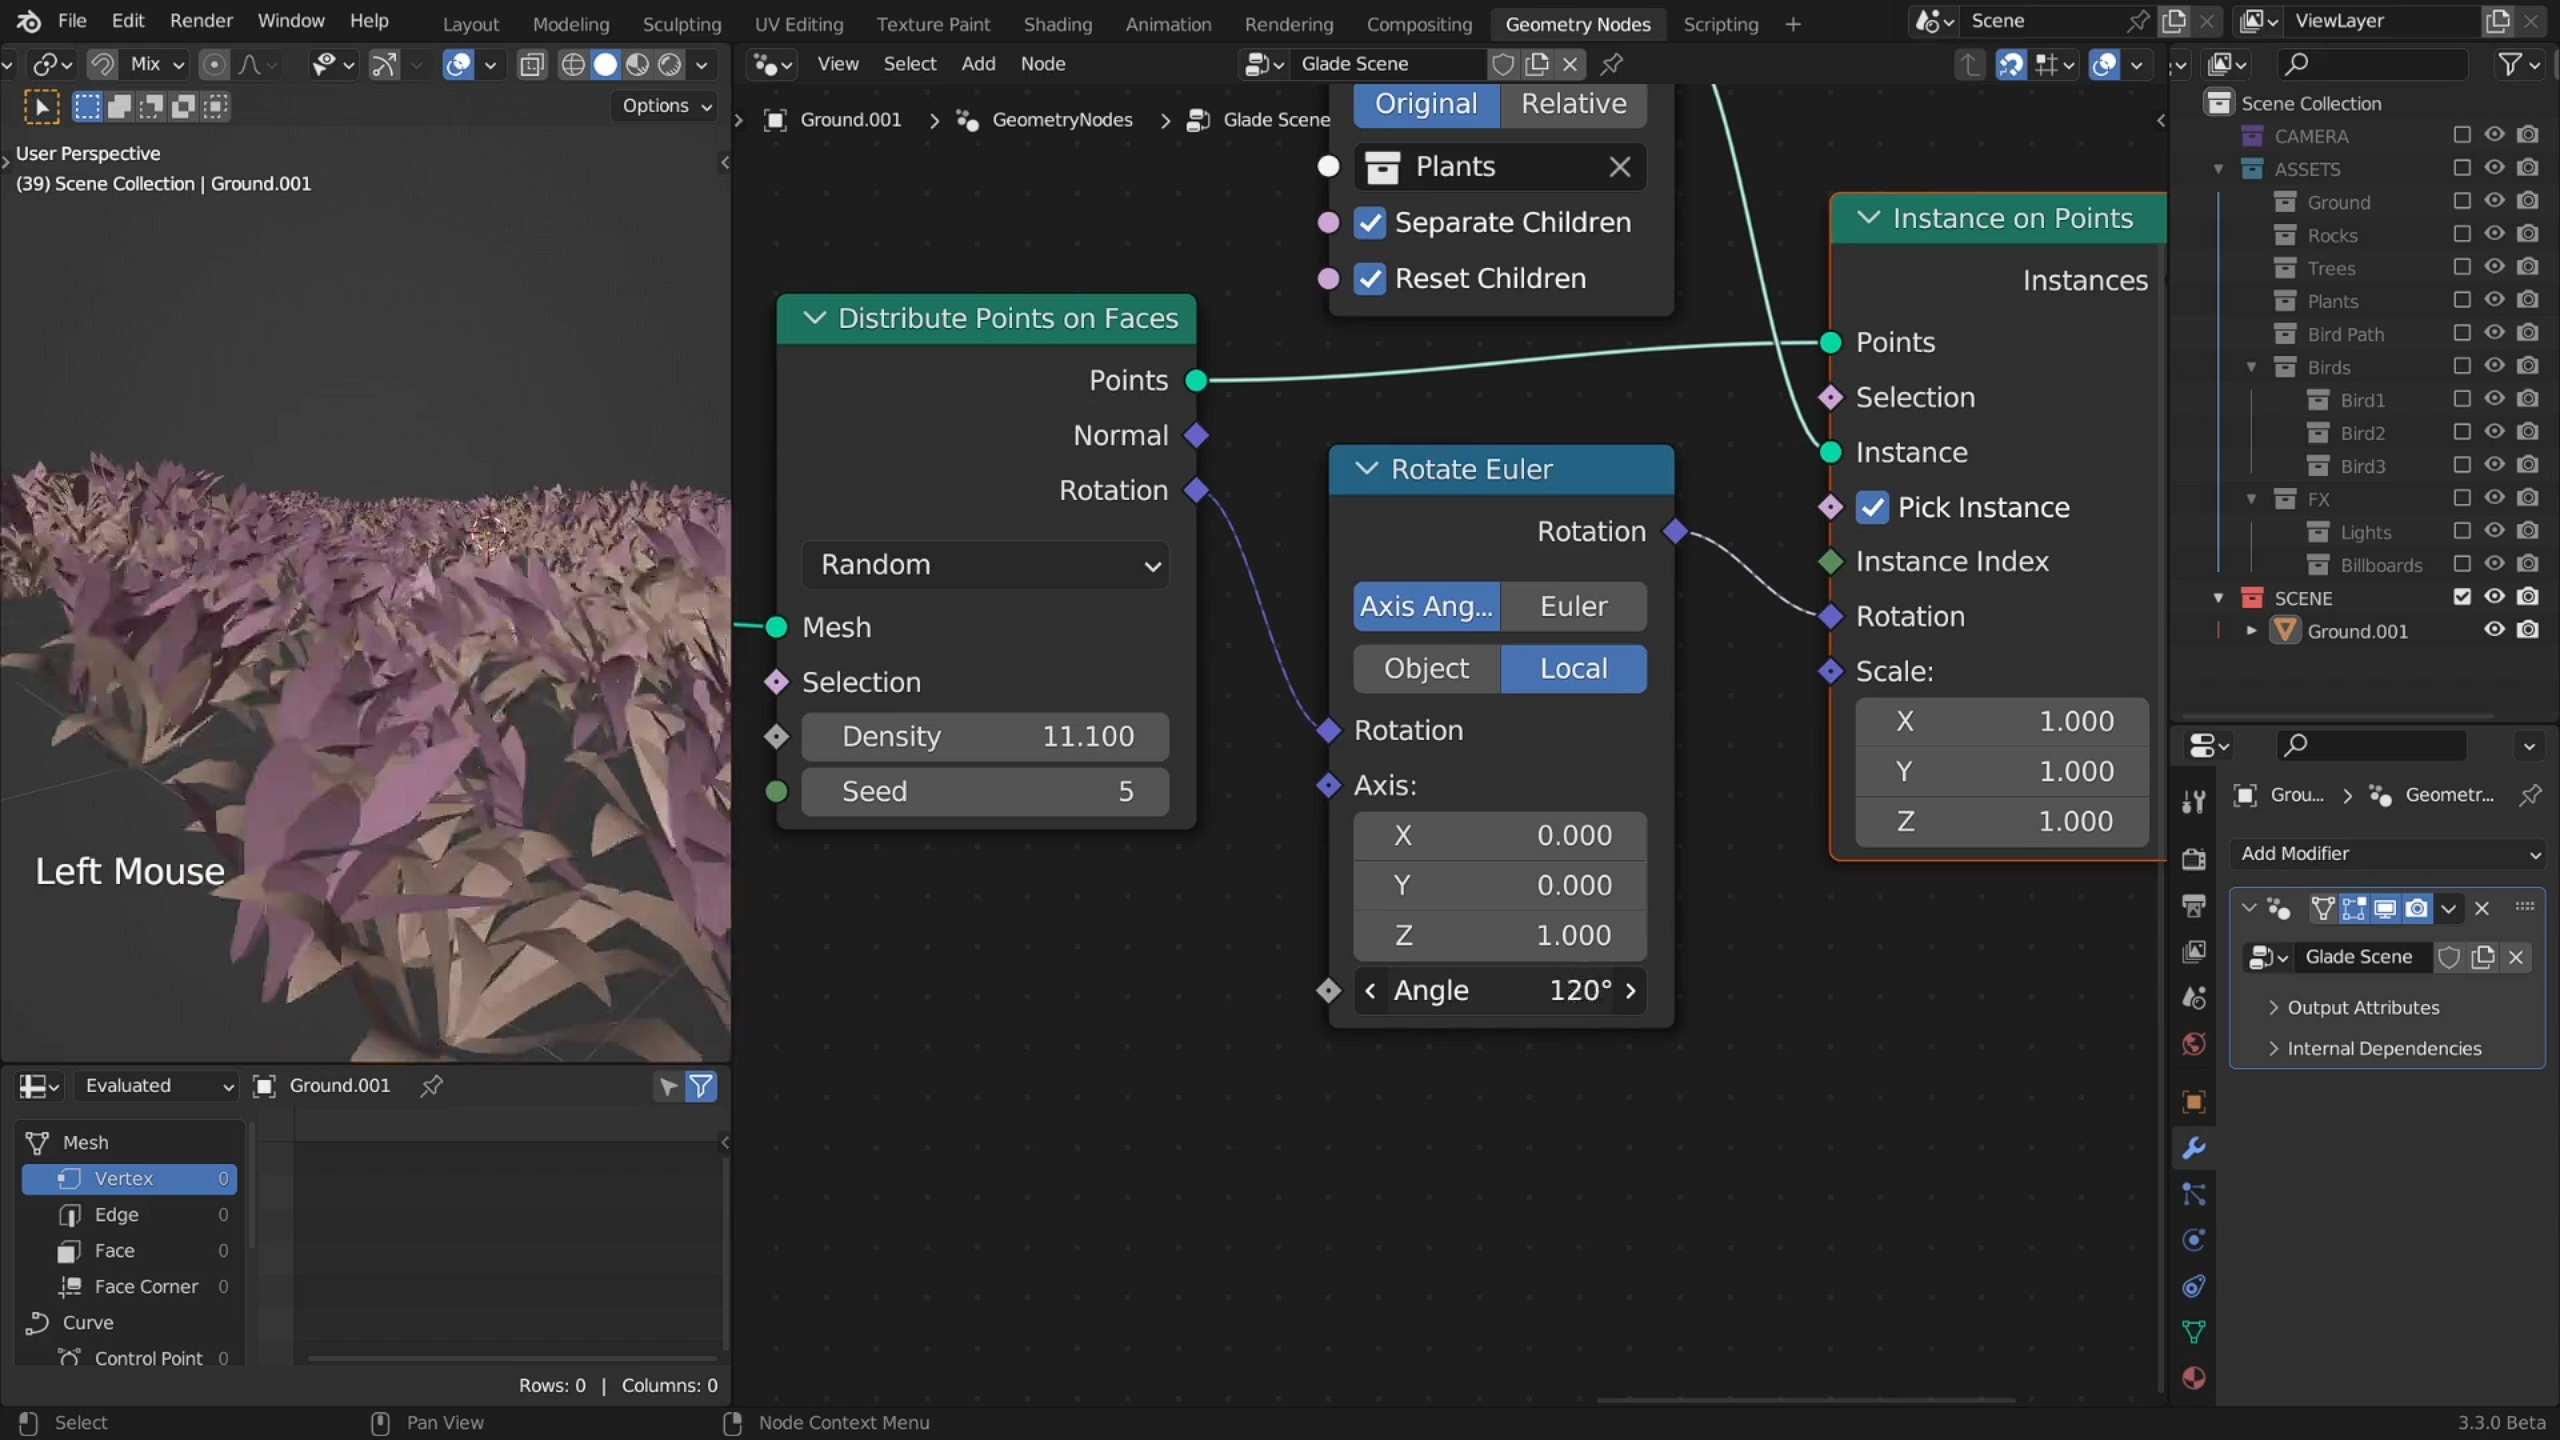 File Edit Render Window Help
Layout Modeling Sculpting UV Editing Texture Paint Shading Animation Rendering Compositing Geometry Nodes Scripting +
Scene
ViewLayer
Mix
View Select Add Node
Glade Scene
Options
Ground.001 > GeometryNodes > Glade Scene
User Perspective
(39) Scene Collection | Ground.001
Left Mouse
Original Relative
Plants
Separate Children
Reset Children
Distribute Points on Faces
Points
Normal
Rotation
Random
Mesh
Selection
Density 11.100
Seed 5
Rotate Euler
Rotation
Axis Ang... Euler
Object Local
Rotation
Axis:
X 0.000
Y 0.000
Z 1.000
Angle 120°
Instance on Points
Instances
Points
Selection
Instance
Pick Instance
Instance Index
Rotation
Scale:
X 1.000
Y 1.000
Z 1.000
Scene Collection
CAMERA
ASSETS
Ground
Rocks
Trees
Plants
Bird Path
Birds
Bird1
Bird2
Bird3
FX
Lights
Billboards
SCENE
Ground.001
Grou... > Geometr...
Add Modifier
Glade Scene
Output Attributes
Internal Dependencies
Evaluated
Ground.001
Mesh
Vertex 0
Edge 0
Face 0
Face Corner 0
Curve
Control Point 0
Rows: 0 | Columns: 0
Select
Pan View
Node Context Menu
3.3.0 Beta